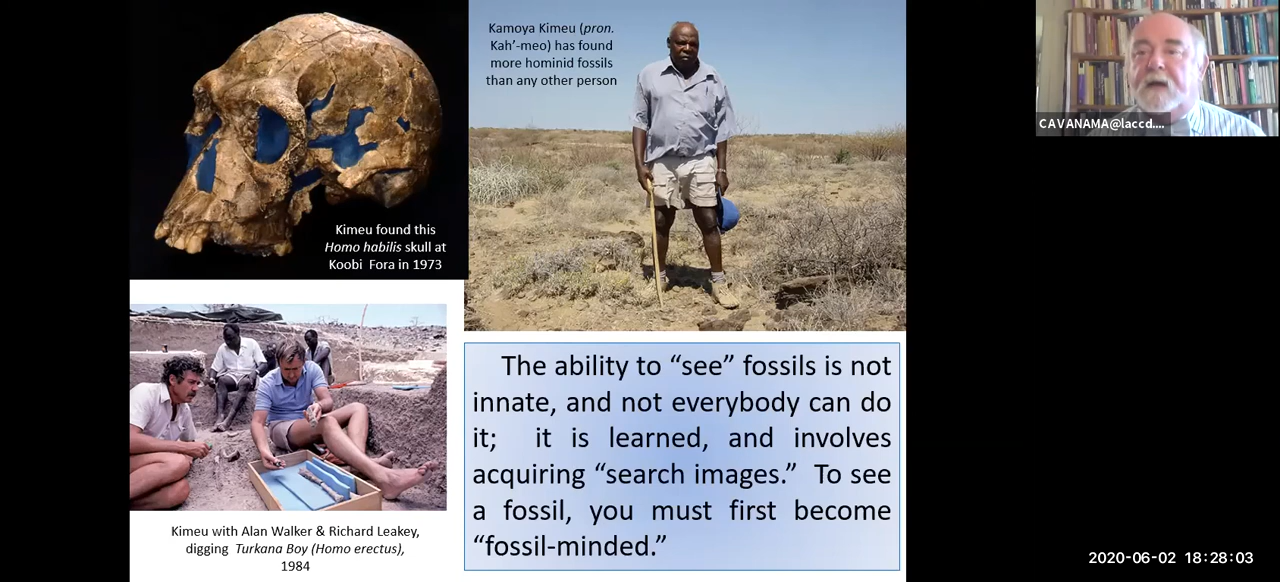 Kamoya Kimeu (pron.
Kah’-meo) has found
more hominid fossils
than any other person
CAVANAMA@laccd....
Kimeu found this
Homo habilis skull at
Koobi Fora in 1973
The ability to “see” fossils is not
innate, and not everybody can do
it; it is learned, and involves
acquiring “search images.” To see
a fossil, you must first become
“fossil-minded.”
Kimeu with Alan Walker & Richard Leakey,
digging Turkana Boy (Homo erectus),
1984
2020-06-02 18:28:03